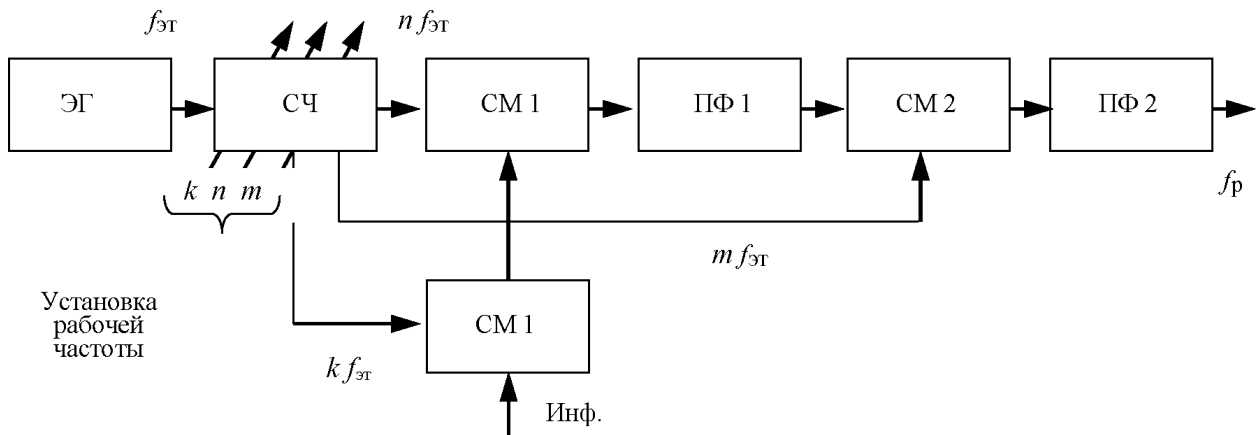 fэт
n fэт
ЭГ
СЧ
СМ 1
ПФ 1
СМ 2
ПФ 2
k n m
fр
m fэт
Установка
рабочей
частоты
СМ 1
k fэт
Инф.